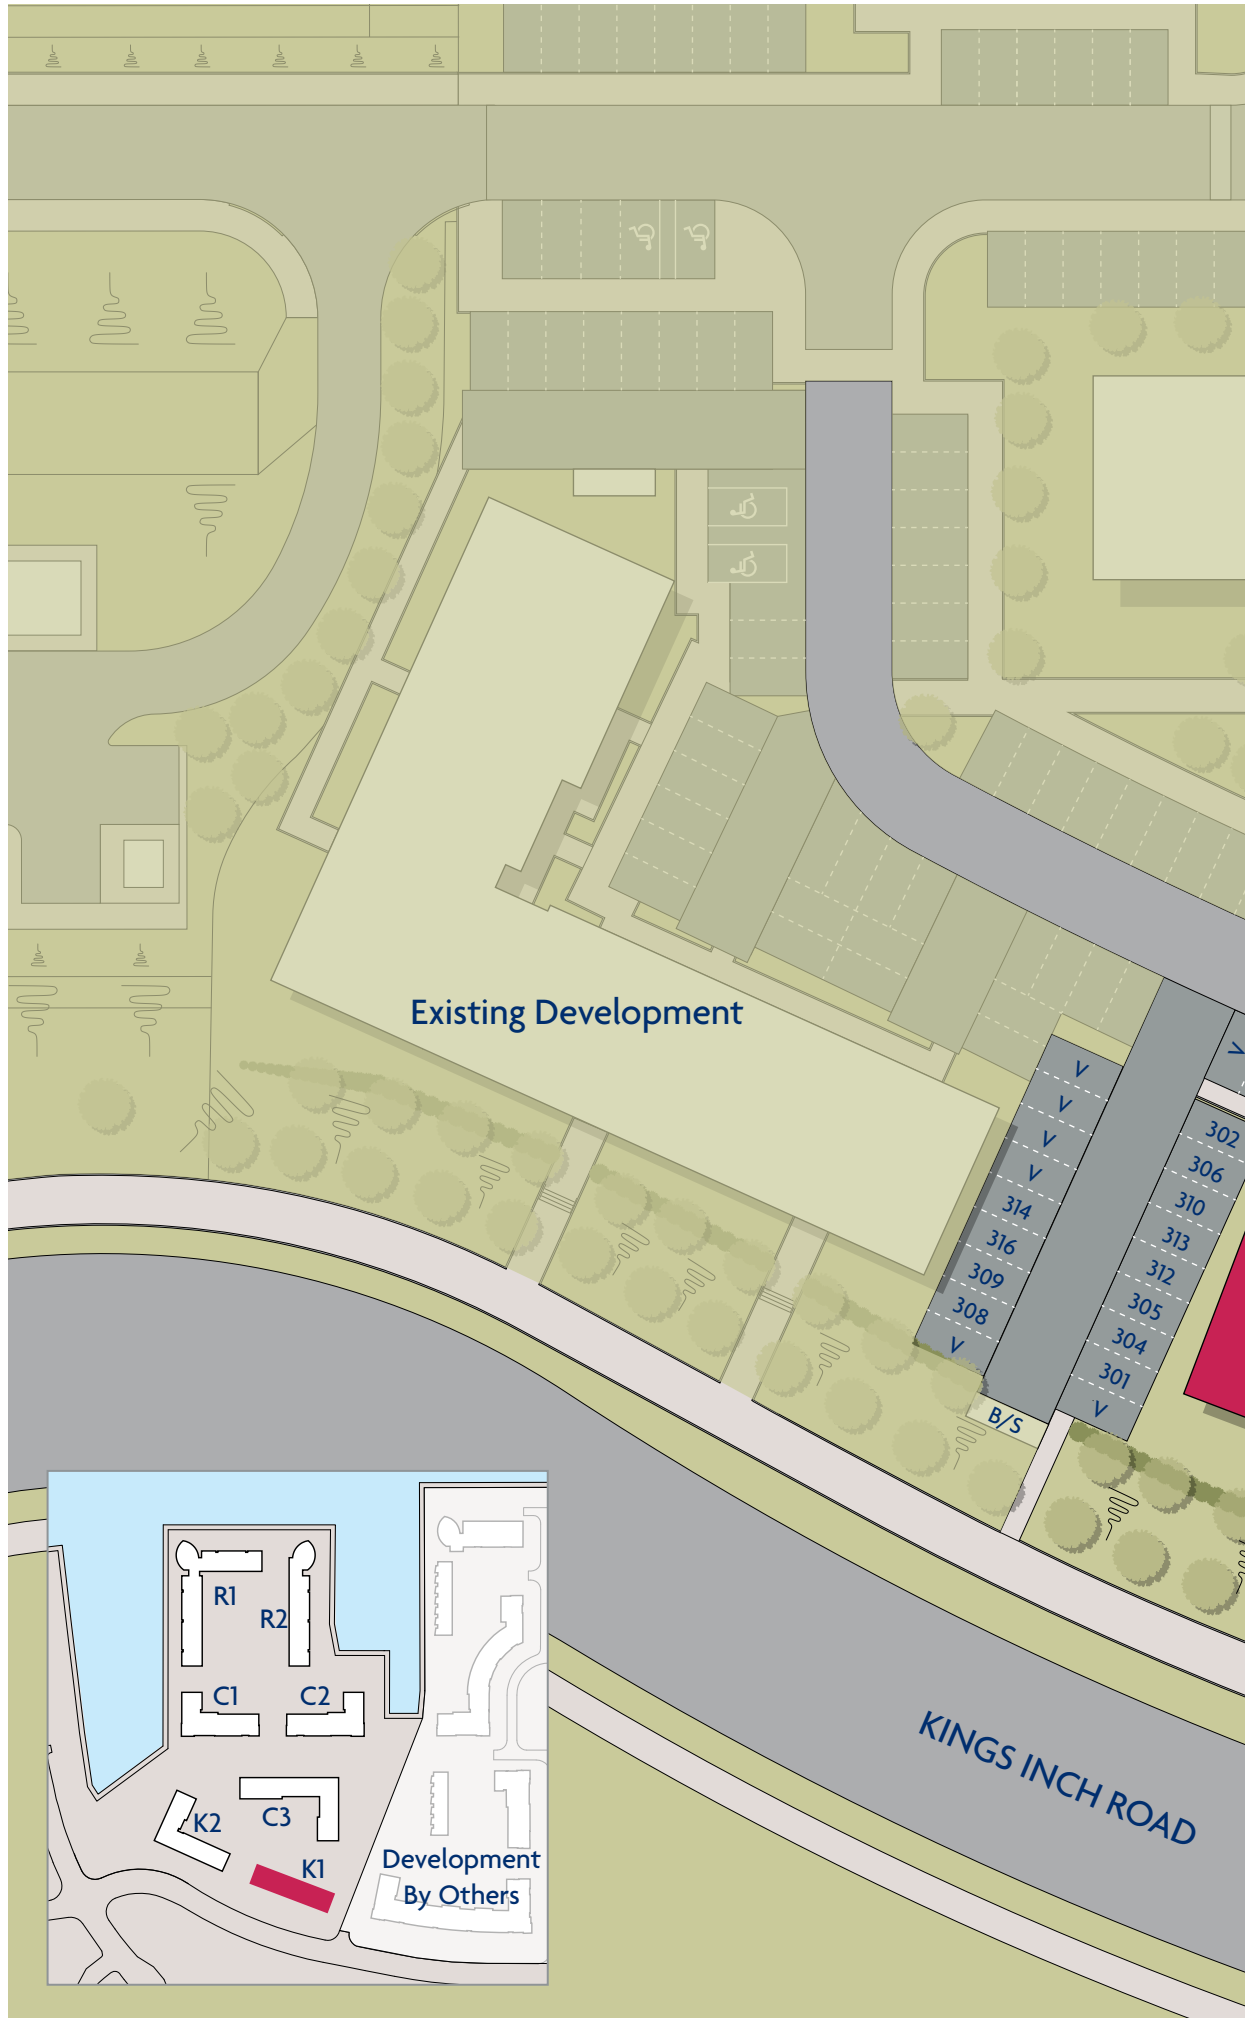 Existing Development
V
V
V
V
V
314
316
309
308
V
302
306
310
313
312
305
304
301
V
B/S
KINGS INCH ROAD
R1
R2
C1
C2
K2
C3
K1
Development
By Others